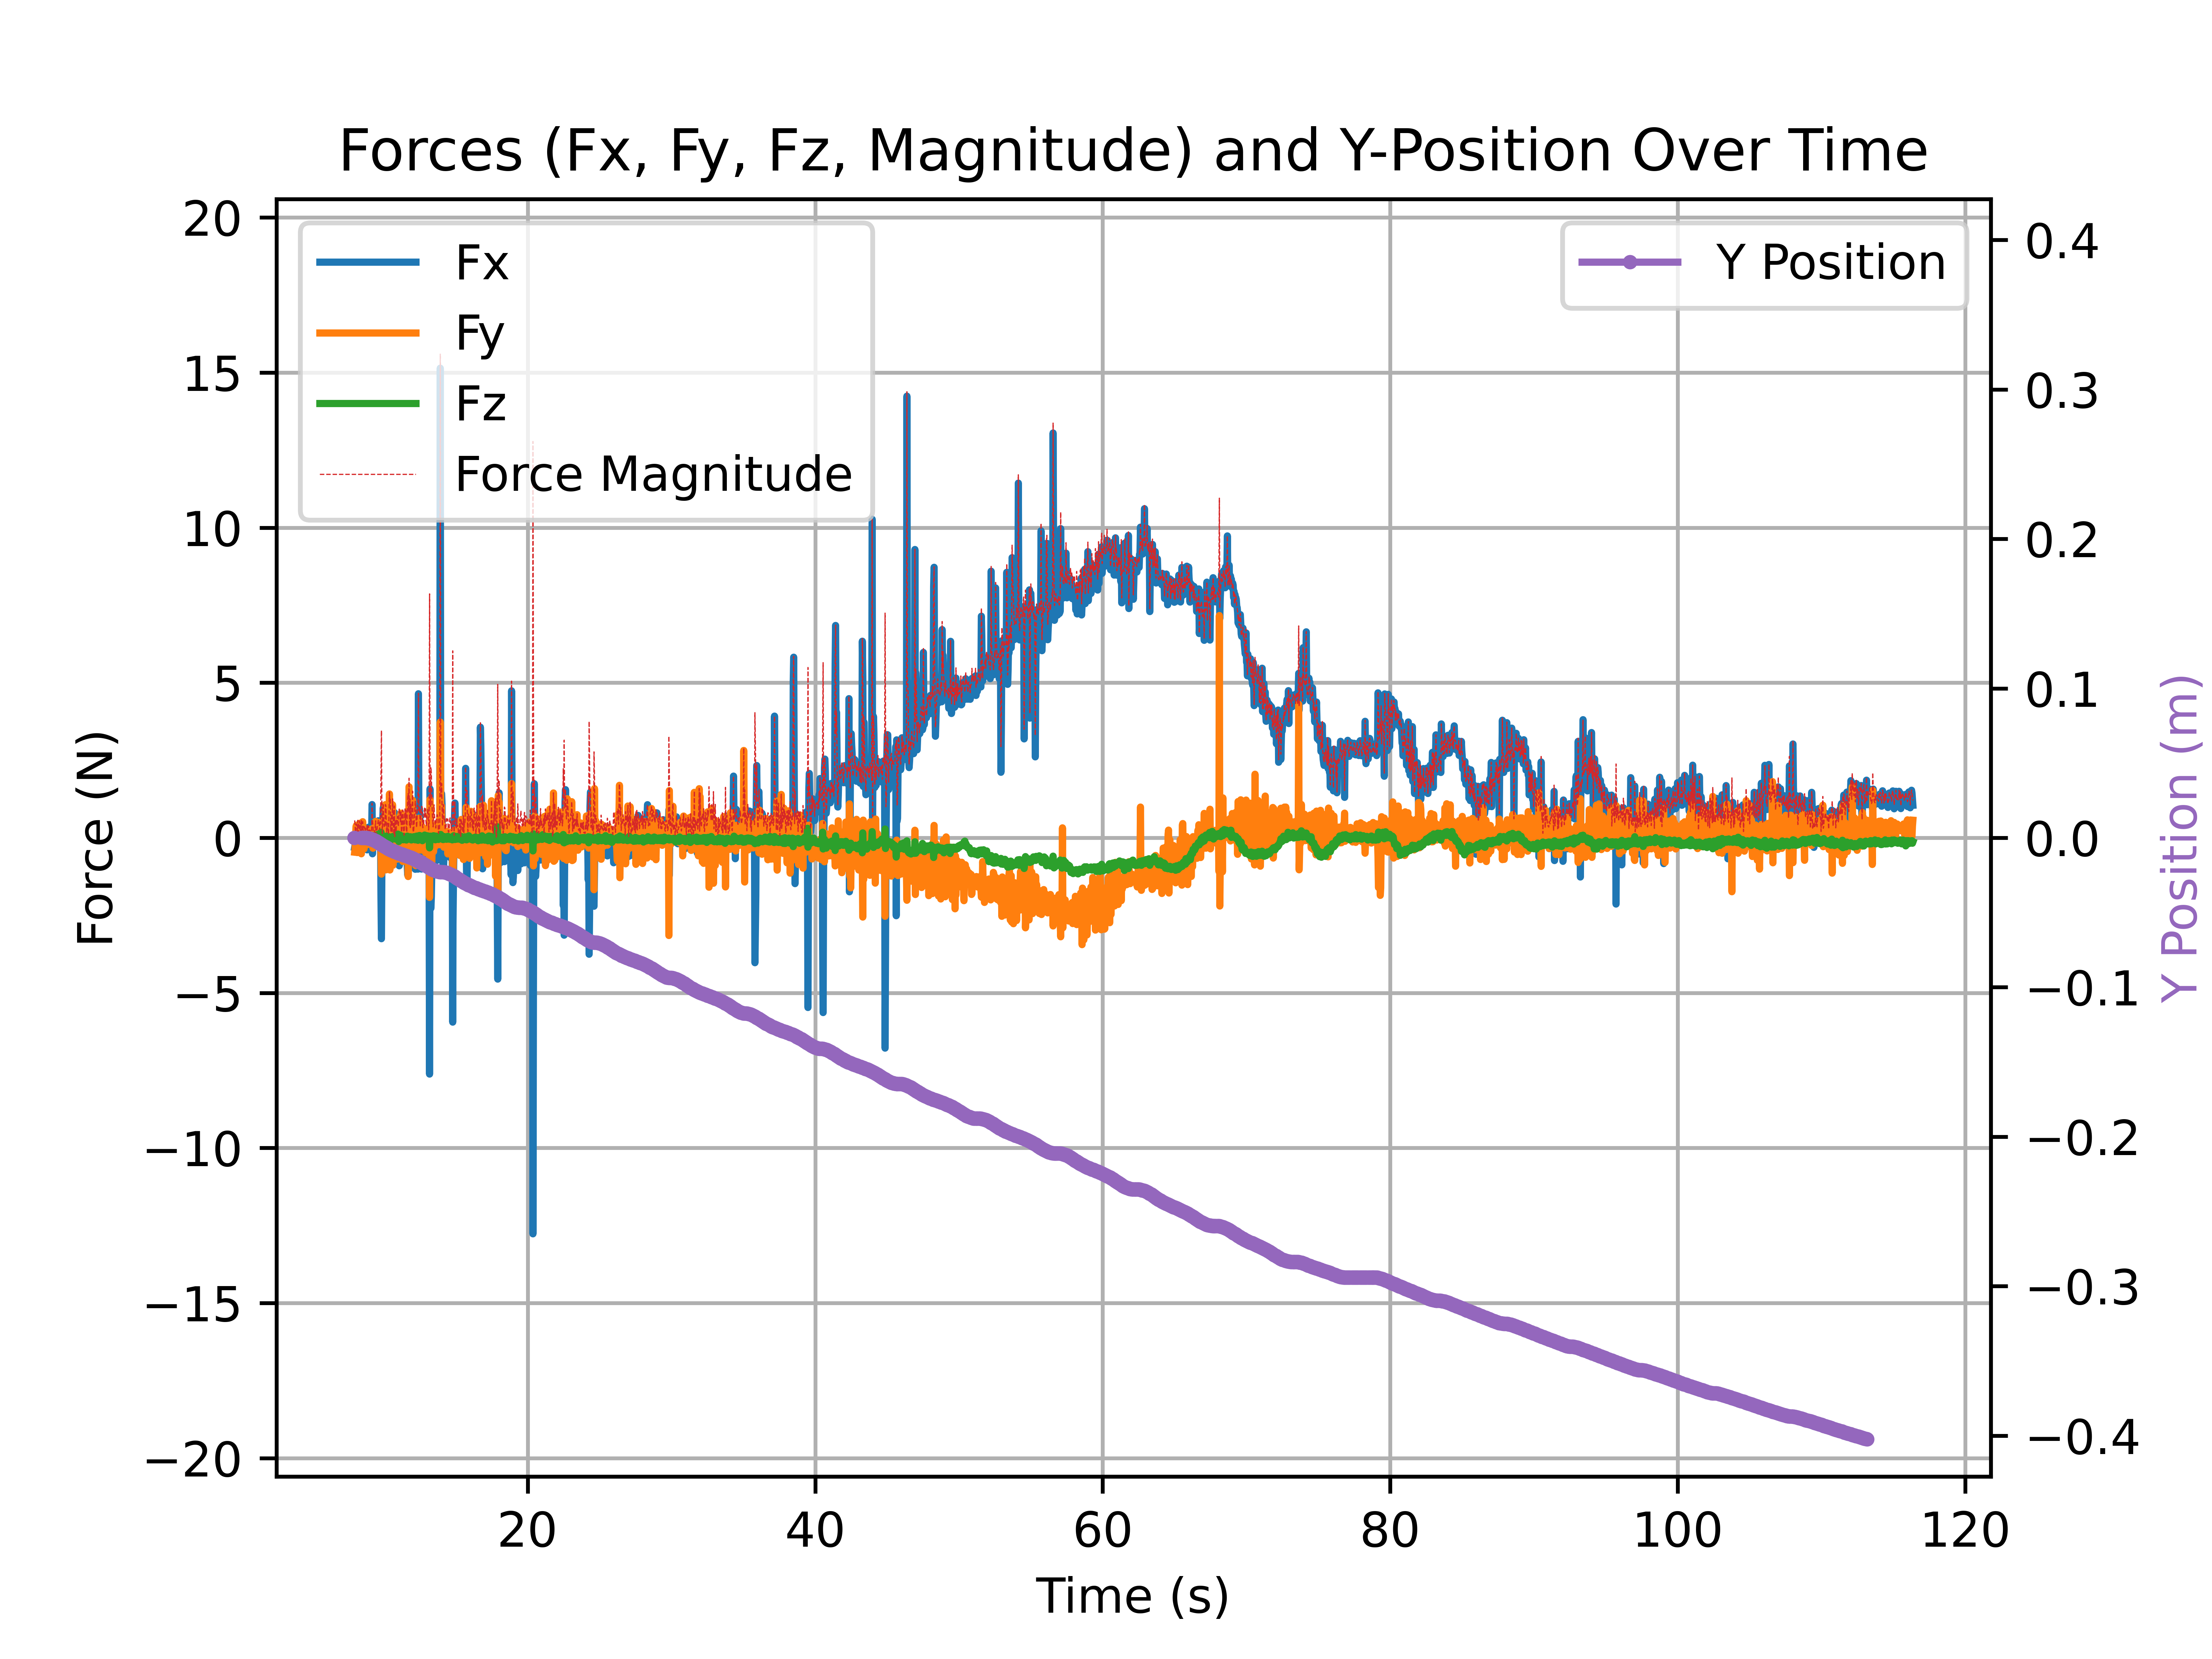 Forces (Fx, Fy, Fz, Magnitude) and Y-Position Over Time
Fx
Fy
Fz
Force Magnitude
Y Position
20
15
10
5
0
−5
−10
−15
−20
Force (N)
0.4
0.3
0.2
0.1
0.0
−0.1
−0.2
−0.3
−0.4
Y Position (m)
20
40
60
80
100
120
Time (s)